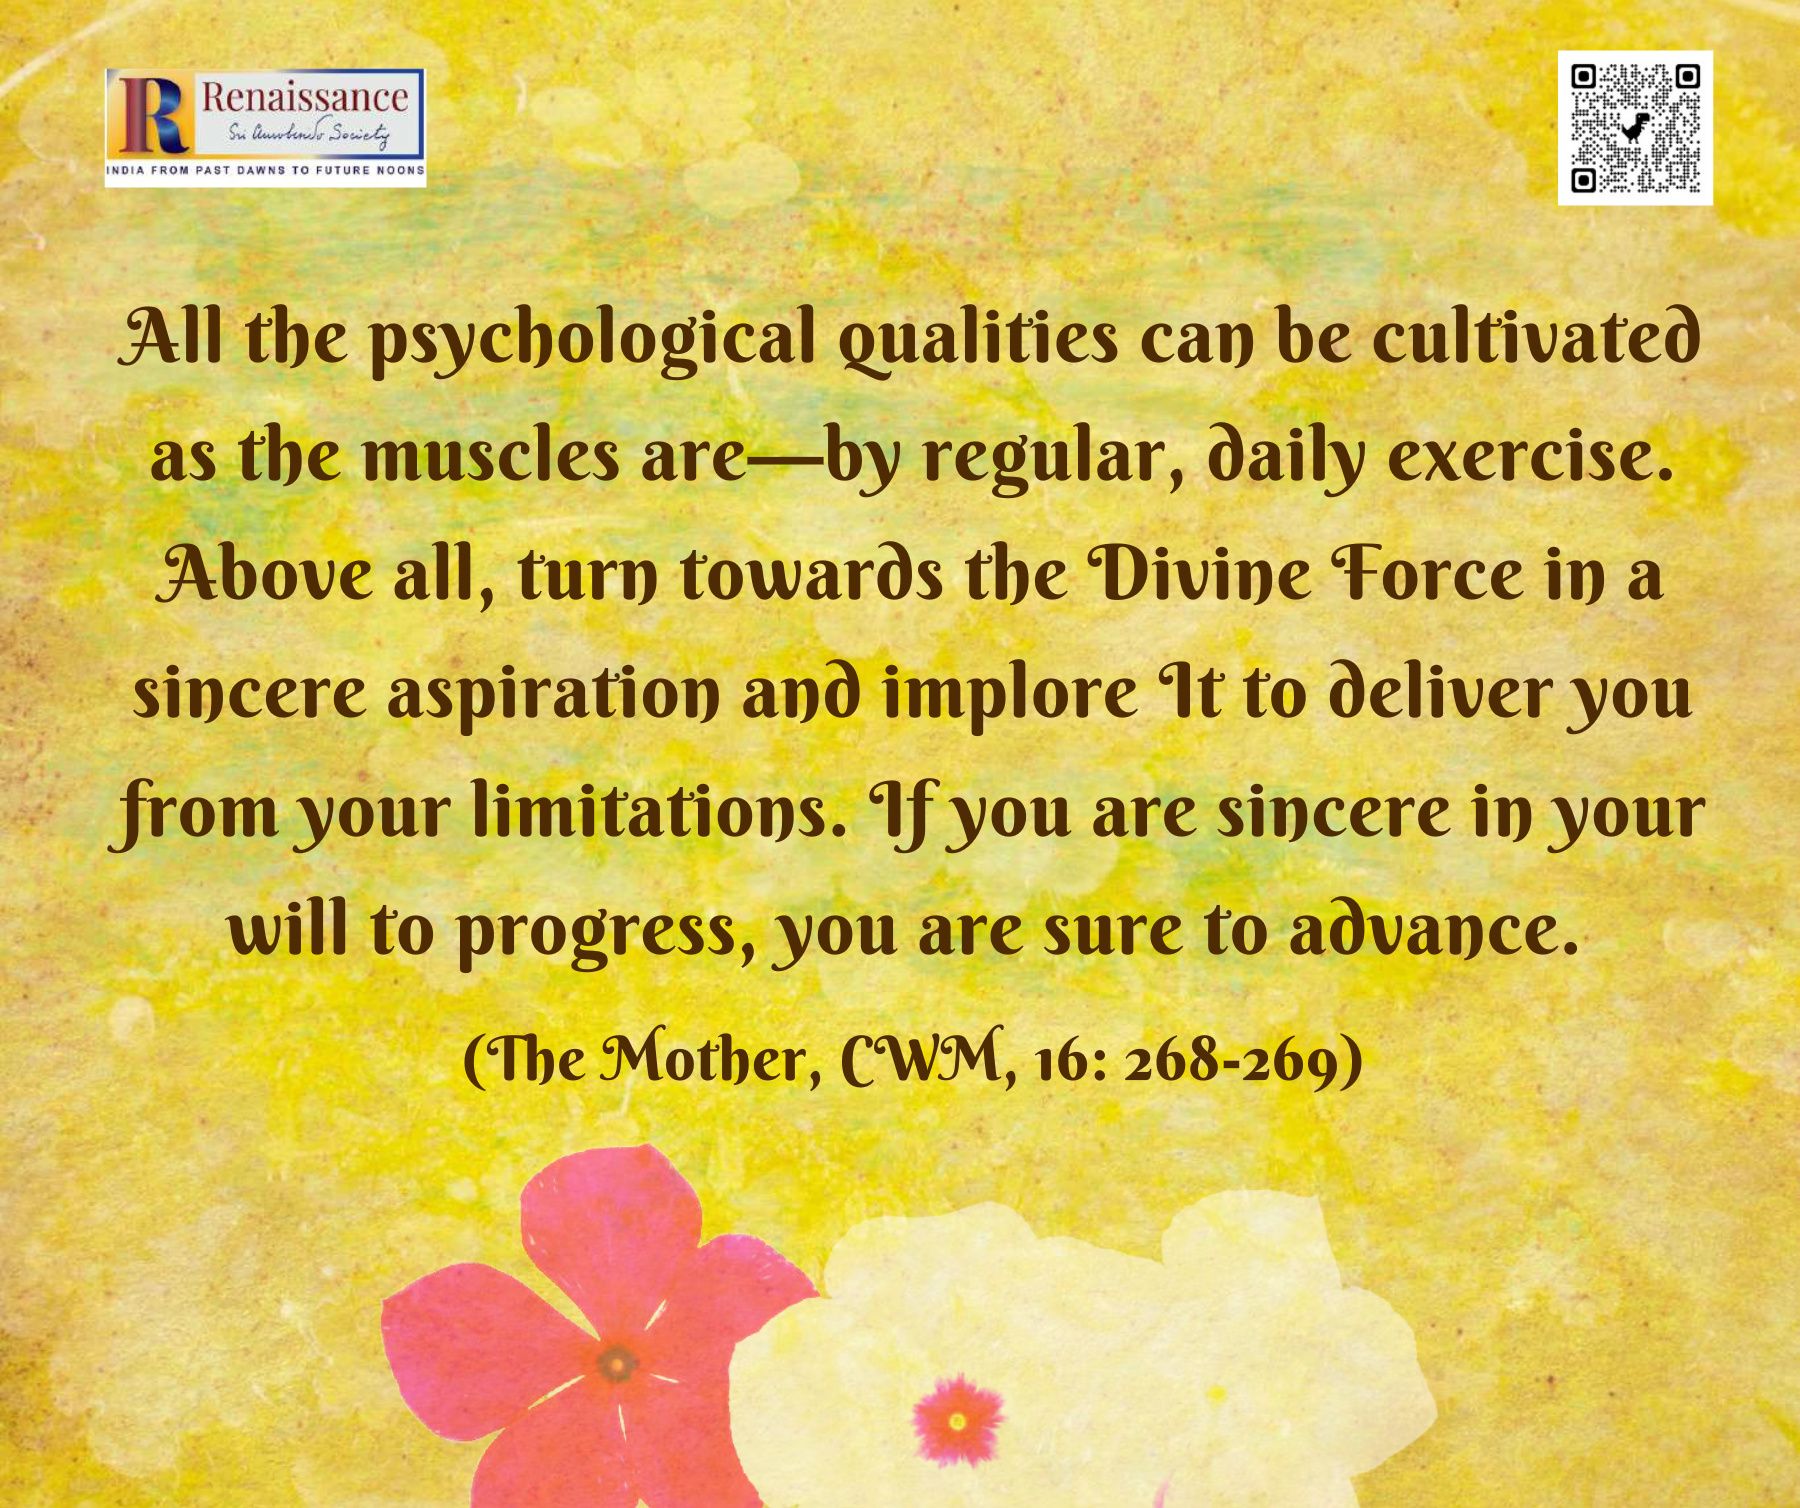 Renaissance
Sri Aurobindo Society
INDIA FROM PAST DAWNS TO FUTURE NOONS
All the psychological qualities can be cultivated
as the muscles are—by regular, daily exercise.
Above all, turn towards the Divine Force in a
sincere aspiration and implore It to deliver you
from your limitations. If you are sincere in your
will to progress, you are sure to advance.
(The Mother, CWM, 16: 268-269)